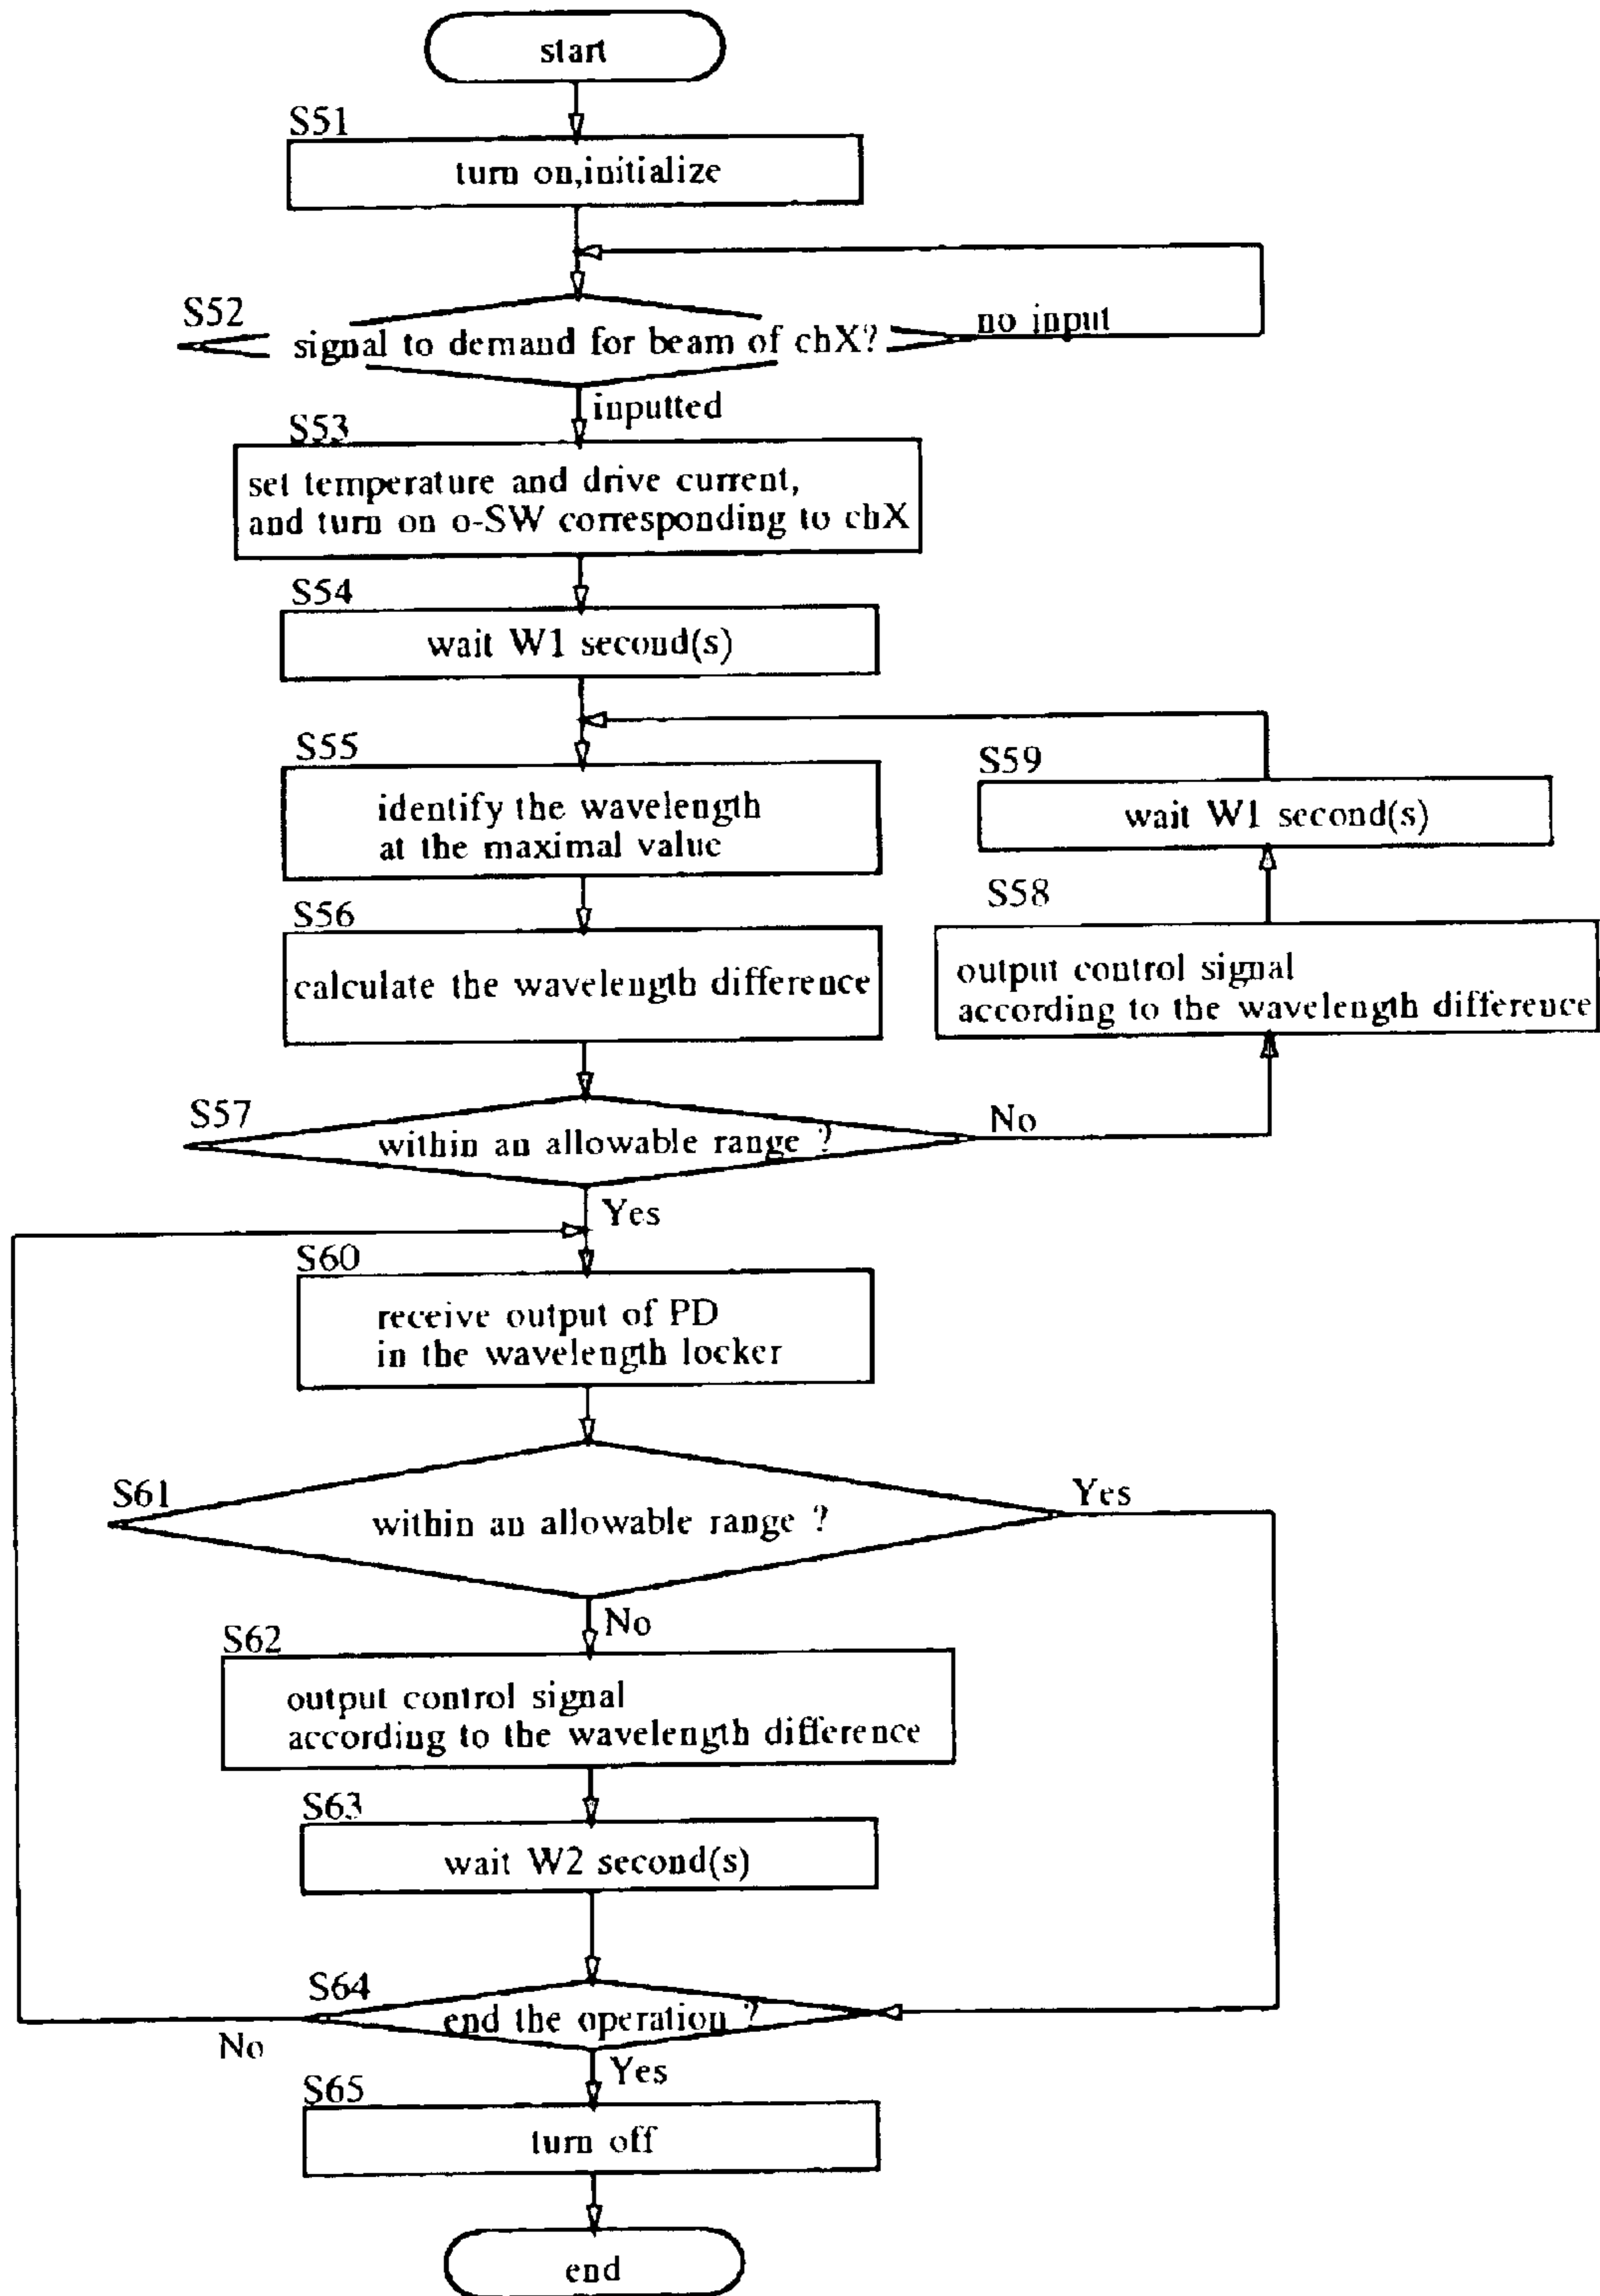 start
S51
turn on,initialize
S52
signal to demand for beam of chX?
no input
inputted
S53
set temperature and drive current,
and turn on o-SW corresponding to chX
S54
wait W1 second(s)
S55
identify the wavelength
at the maximal value
S59
wait W1 second(s)
S56
calculate the wavelength difference
S58
output control signal
according to the wavelength difference
S57
within an allowable range ?
No
Yes
S60
receive output of PD
in the wavelength locker
S61
within an allowable range ?
Yes
No
S62
output control signal
according to the wavelength difference
S63
wait W2 second(s)
S64
end the operation ?
No
Yes
S65
turn off
end